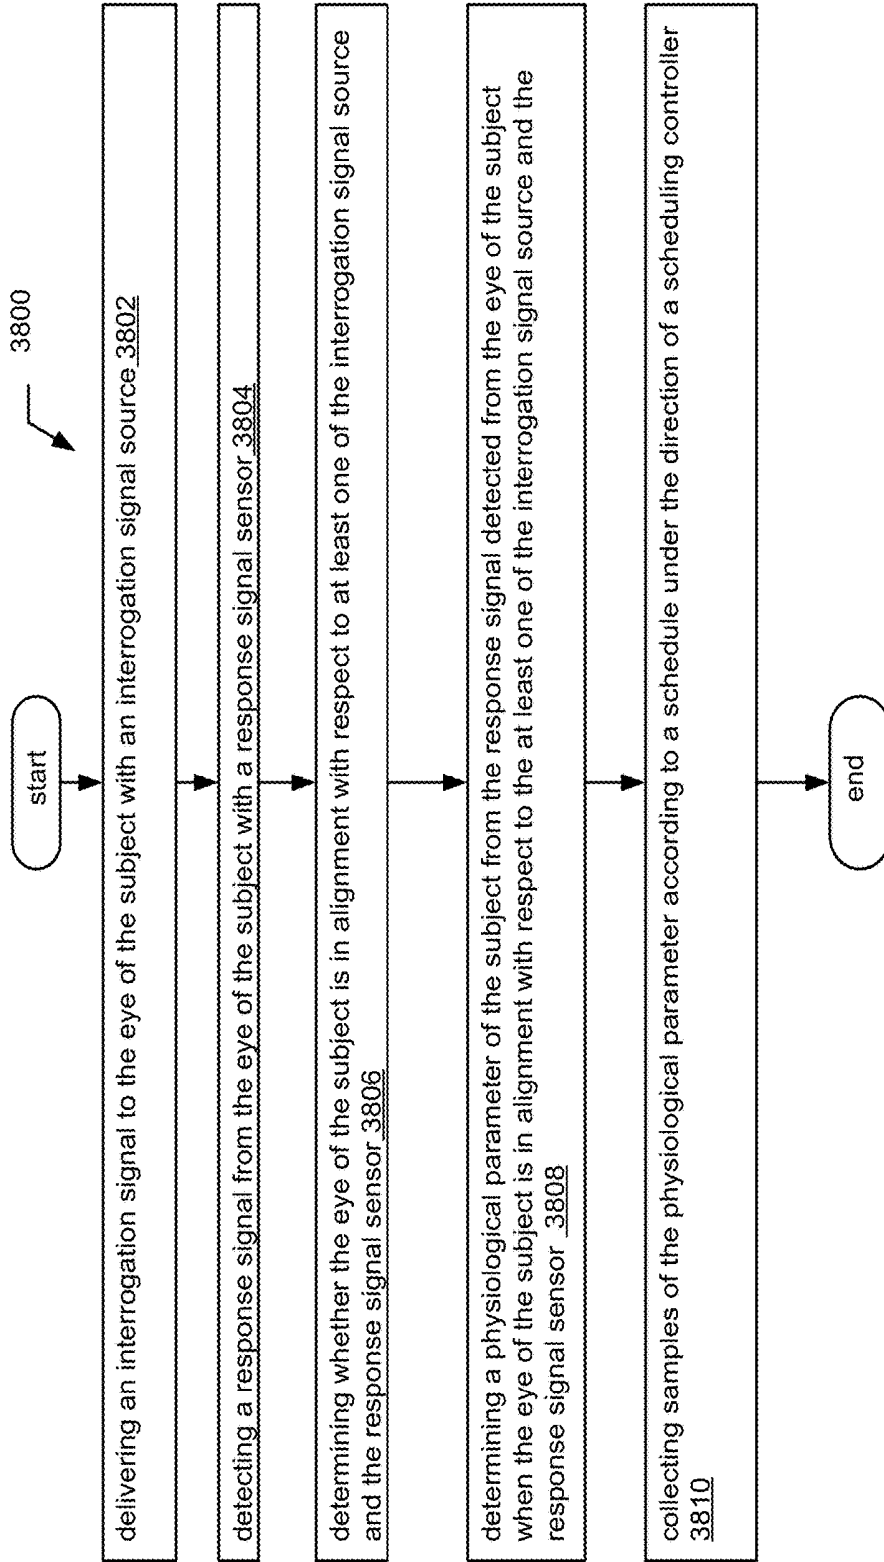 3800
start
delivering an interrogation signal to the eye of the subject with an interrogation signal source 3802
detecting a response signal from the eye of the subject with a response signal sensor 3804
determining whether the eye of the subject is in alignment with respect to at least one of the interrogation signal source
and the response signal sensor 3806
determining a physiological parameter of the subject from the response signal detected from the eye of the subject
when the eye of the subject is in alignment with respect to the at least one of the interrogation signal source and the
response signal sensor 3808
collecting samples of the physiological parameter according to a schedule under the direction of a scheduling controller
3810
end